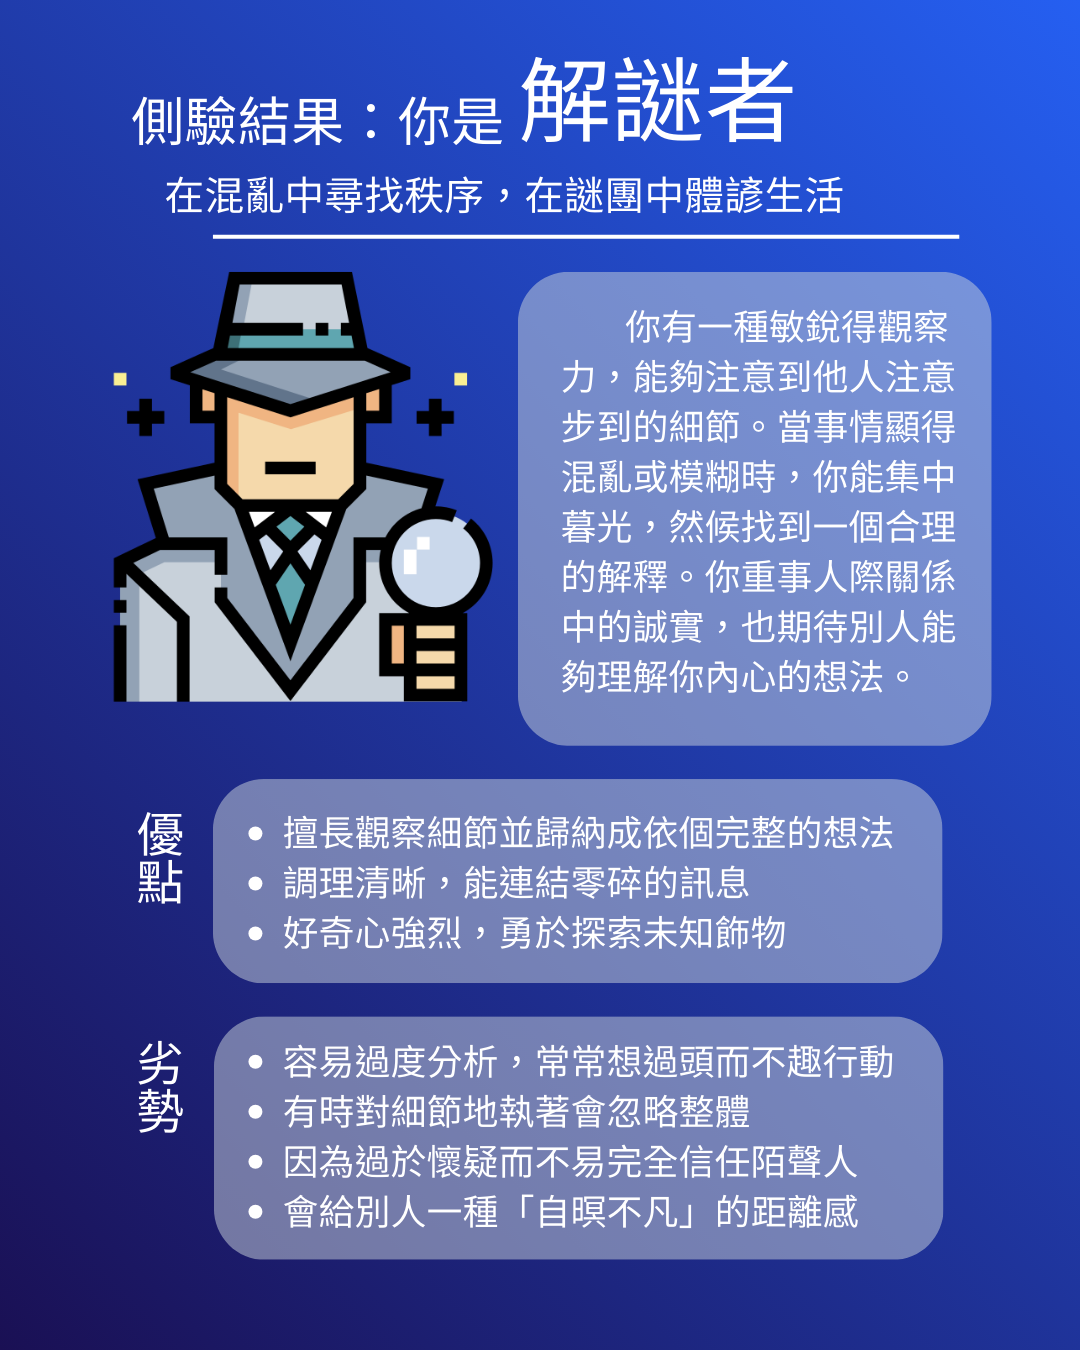 側驗結果：你是 解謎者
在混亂中尋找秩序，在謎團中體諺生活
你有一種敏銳得觀察
力，能夠注意到他人注意
步到的細節。當事情顯得
混亂或模糊時，你能集中
暮光，然候找到一個合理
的解釋。你重事人際關係
中的誠實，也期待別人能
夠理解你內心的想法。
優點
擅長觀察細節並歸納成依個完整的想法
調理清晰，能連結零碎的訊息
好奇心強烈，勇於探索未知飾物
劣勢
容易過度分析，常常想過頭而不趣行動
有時對細節地執著會忽略整體
因為過於懷疑而不易完全信任陌聲人
會給別人一種「自暝不凡」的距離感